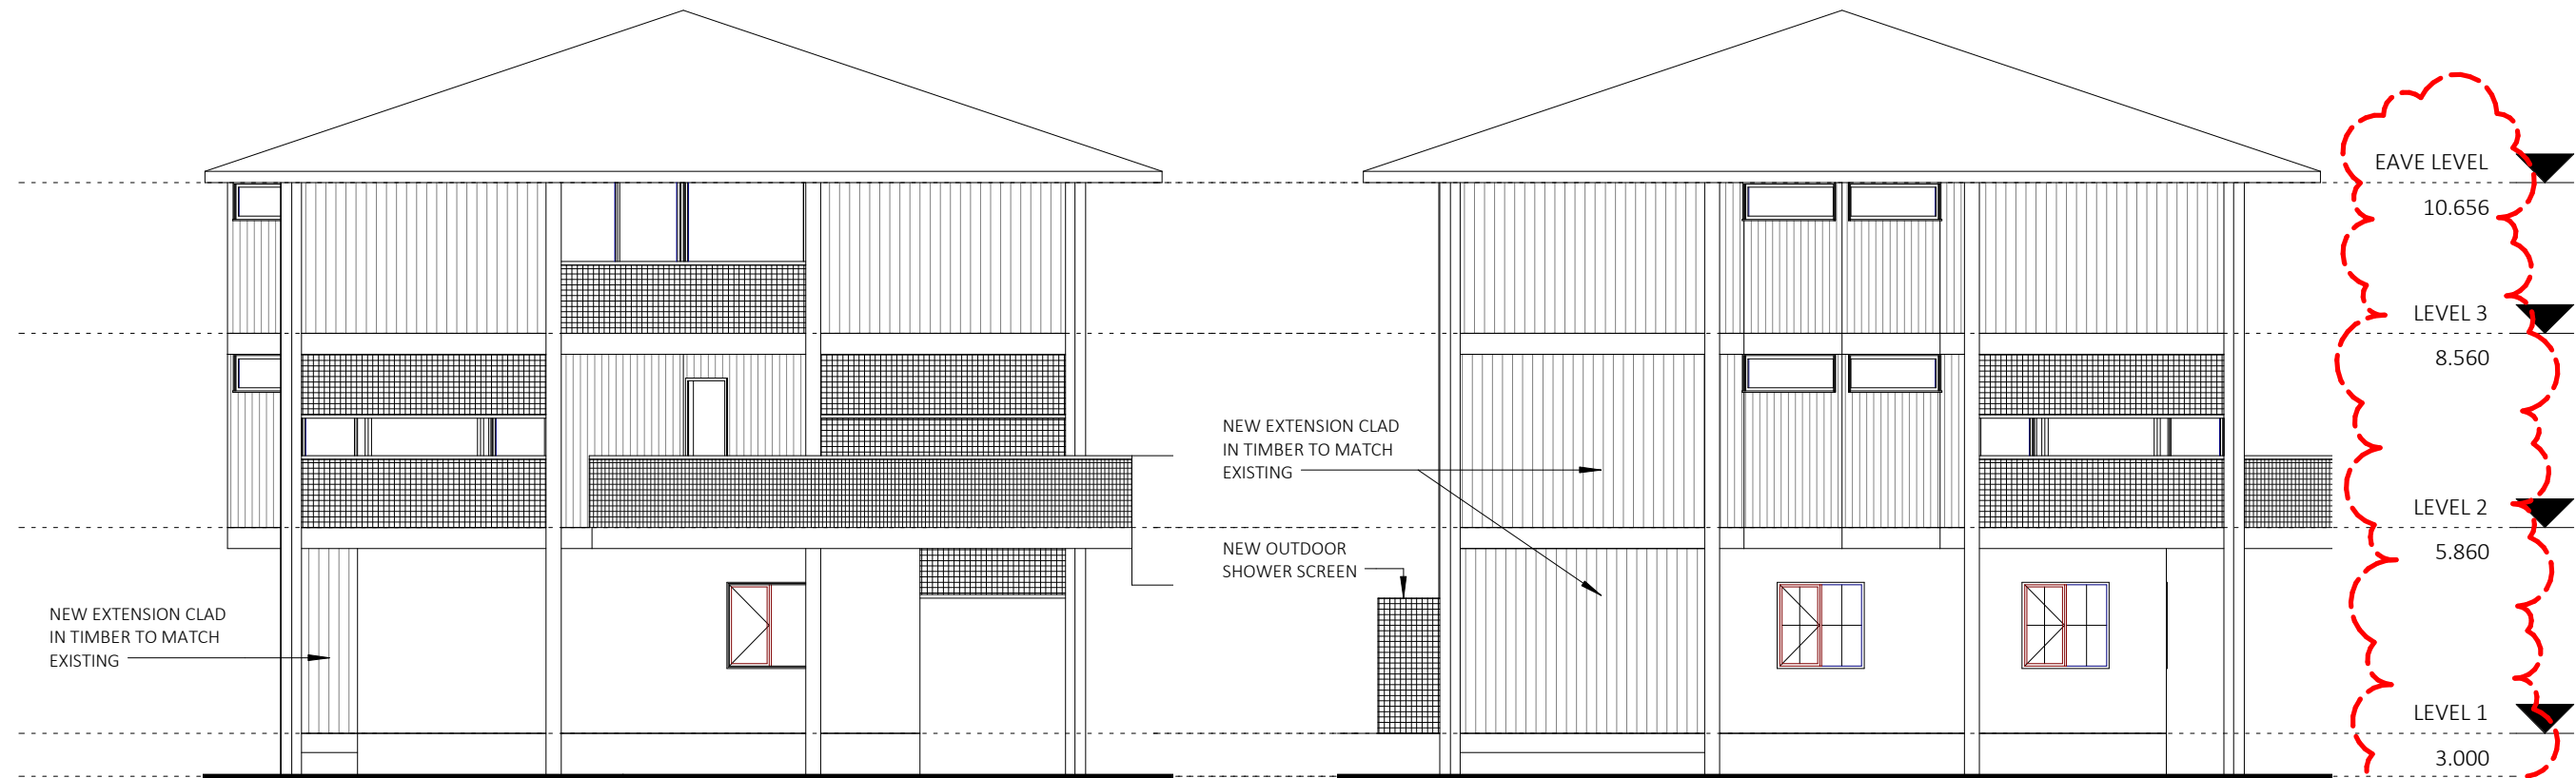 NEW EXTENSION CLAD
IN TIMBER TO MATCH
EXISTING
NEW EXTENSION CLAD
IN TIMBER TO MATCH
EXISTING
NEW OUTDOOR
SHOWER SCREEN
EAVE LEVEL
10.656
LEVEL 3
8.560
LEVEL 2
5.860
LEVEL 1
3.000